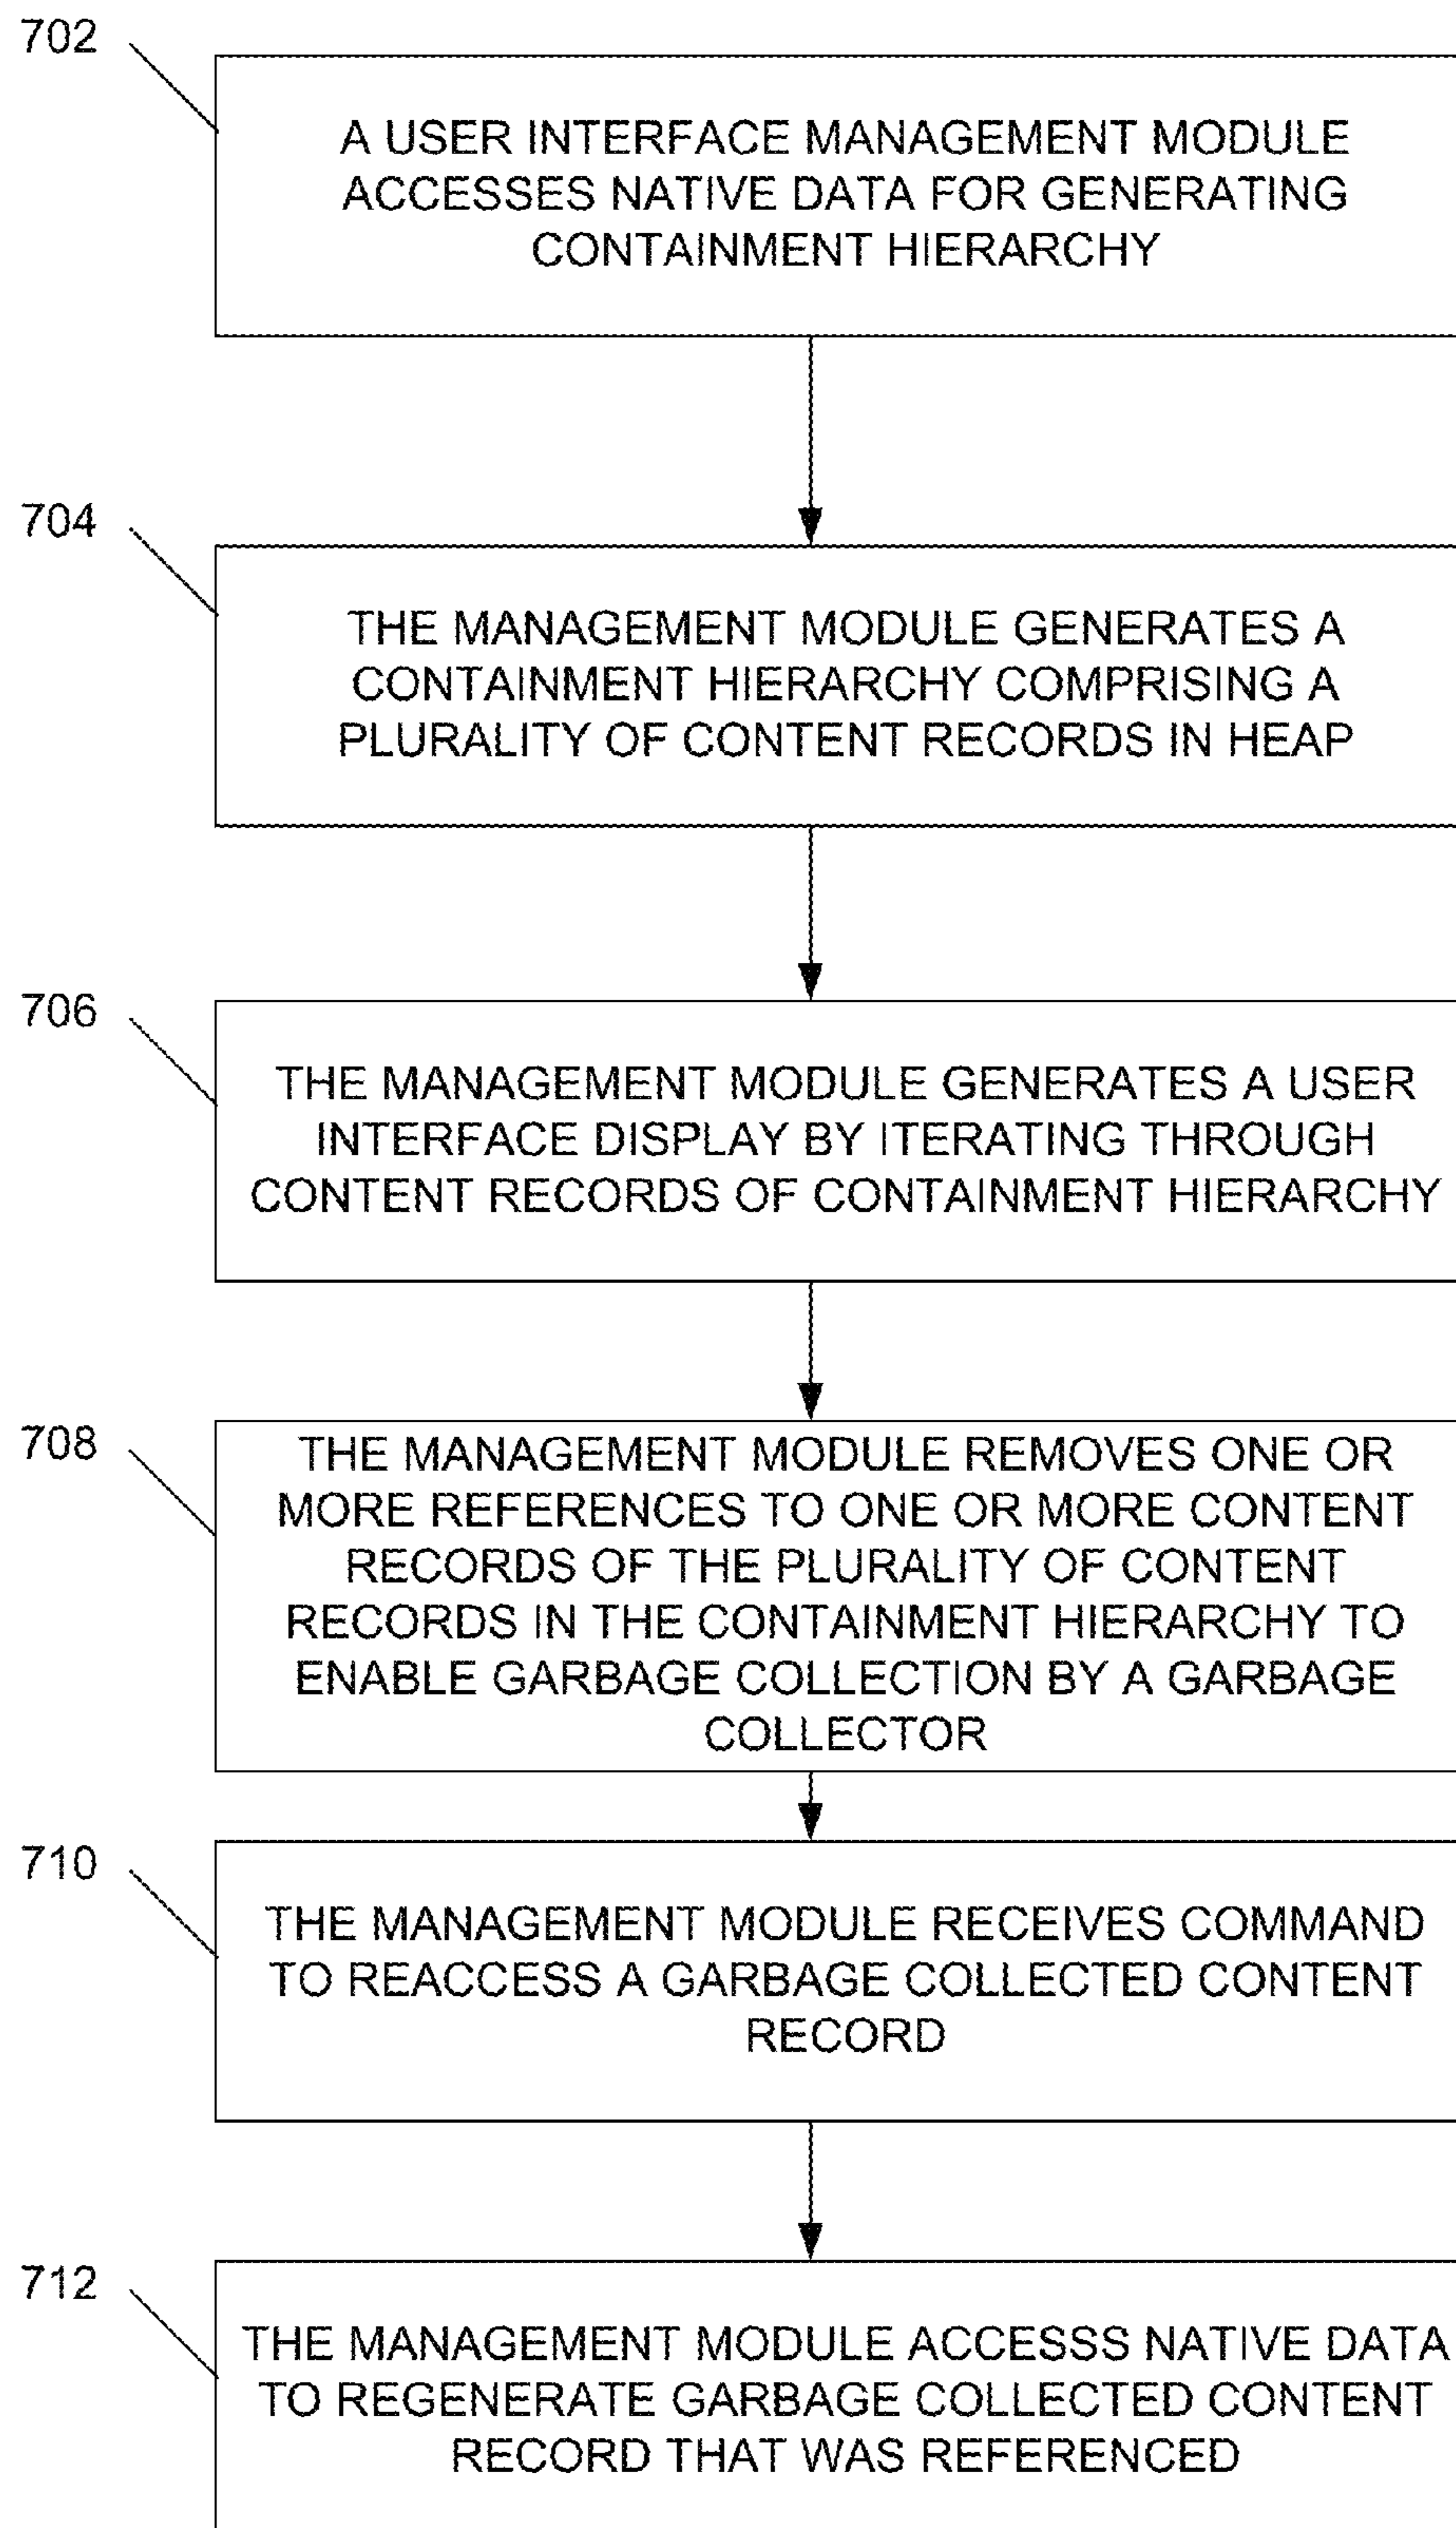 702
A USER INTERFACE MANAGEMENT MODULE
ACCESSES NATIVE DATA FOR GENERATING
CONTAINMENT HIERARCHY
704
THE MANAGEMENT MODULE GENERATES A
CONTAINMENT HIERARCHY COMPRISING A
PLURALITY OF CONTENT RECORDS IN HEAP
706
THE MANAGEMENT MODULE GENERATES A USER
INTERFACE DISPLAY BY ITERATING THROUGH
CONTENT RECORDS OF CONTAINMENT HIERARCHY
708
THE MANAGEMENT MODULE REMOVES ONE OR
MORE REFERENCES TO ONE OR MORE CONTENT
RECORDS OF THE PLURALITY OF CONTENT
RECORDS IN THE CONTAINMENT HIERARCHY TO
ENABLE GARBAGE COLLECTION BY A GARBAGE
COLLECTOR
710
THE MANAGEMENT MODULE RECEIVES COMMAND
TO REACCESS A GARBAGE COLLECTED CONTENT
RECORD
712
THE MANAGEMENT MODULE ACCESSS NATIVE DATA
TO REGENERATE GARBAGE COLLECTED CONTENT
RECORD THAT WAS REFERENCED